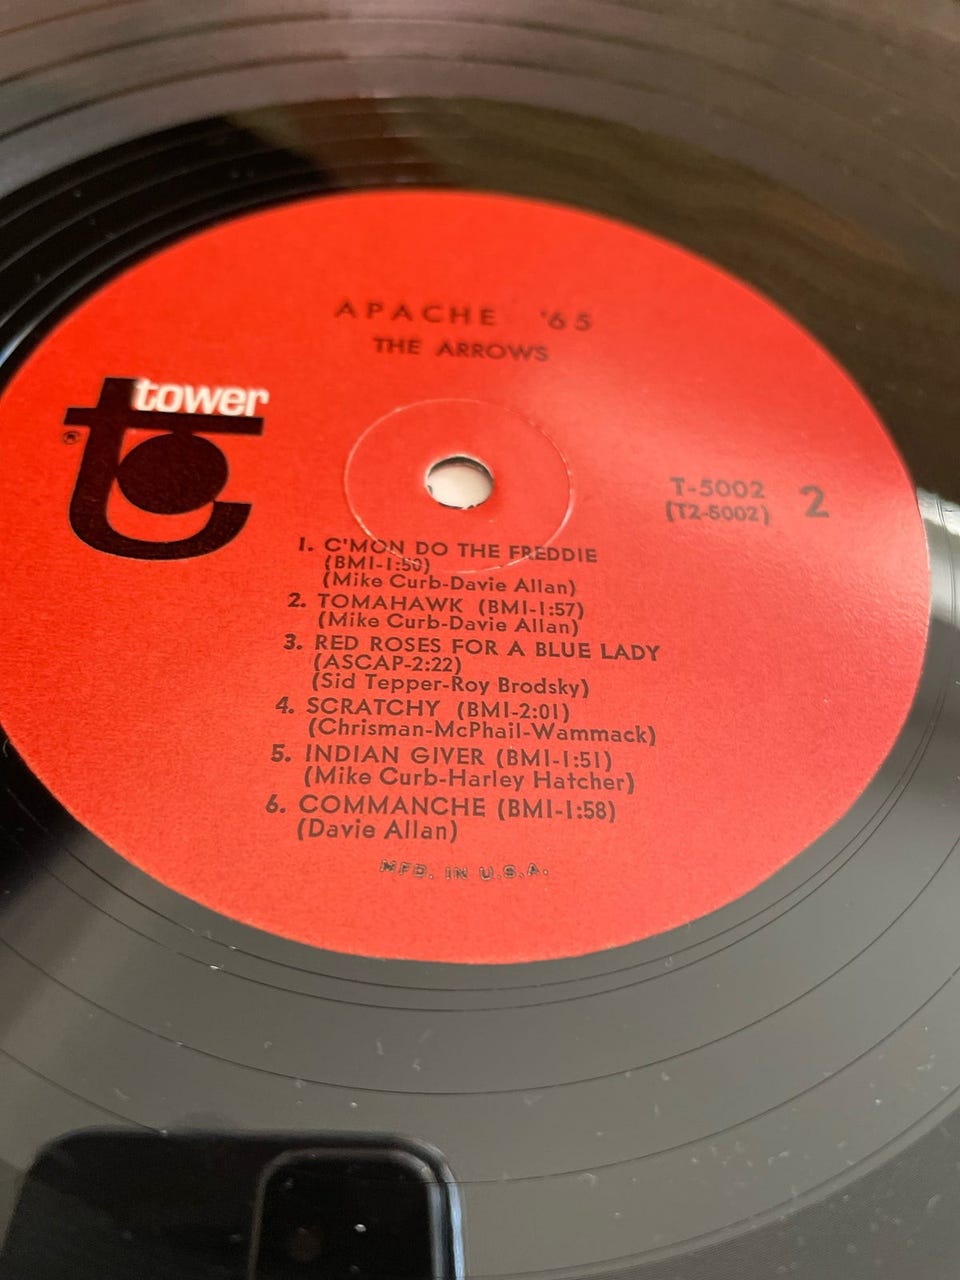 APACHE '65
THE ARROWS
tower
®
T-5002 2
(T2-5002)
1. C'MON DO THE FREDDIE
(BMI-1:50)
(Mike Curb-Davie Allan)
2. TOMAHAWK (BMI-1:57)
(Mike Curb-Davie Allan)
3. RED ROSES FOR A BLUE LADY
(ASCAP-2:22)
(Sid Tepper-Roy Brodsky)
4. SCRATCHY (BMI-2:01)
(Chrisman-McPhail-Wammack)
5. INDIAN GIVER (BMI-1:51)
(Mike Curb-Harley Hatcher)
6. COMMANCHE (BMI-1:58)
(Davie Allan)
MFD. IN U.S.A.